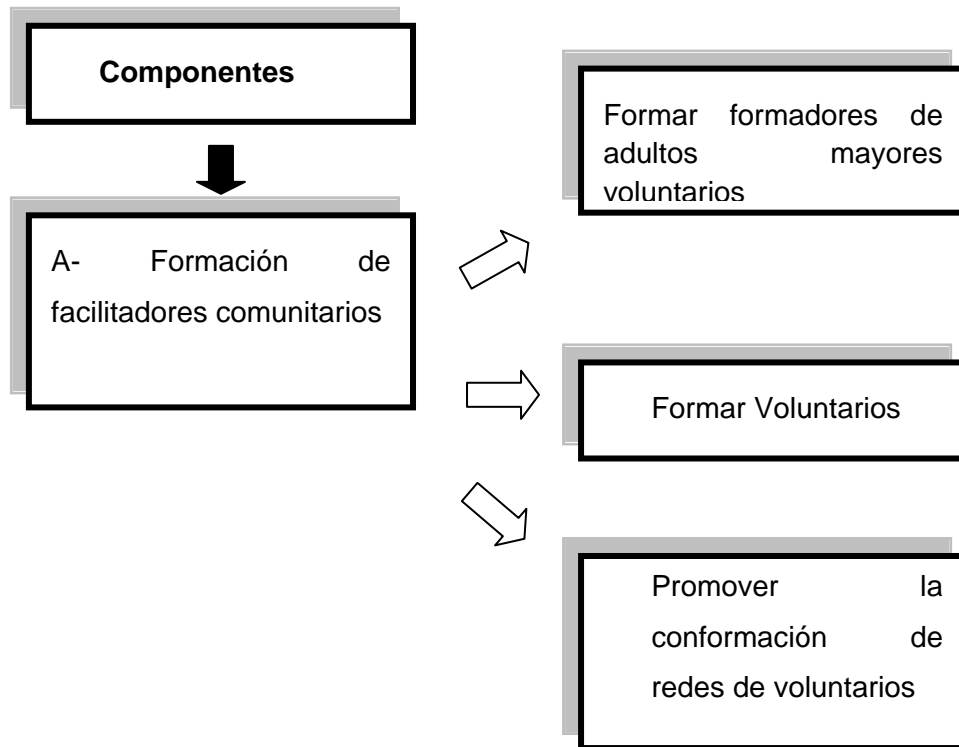 Componentes
A- Formación de
facilitadores comunitarios
Formar formadores de
adultos mayores
voluntarios
Formar Voluntarios
Promover la
conformación de
redes de voluntarios